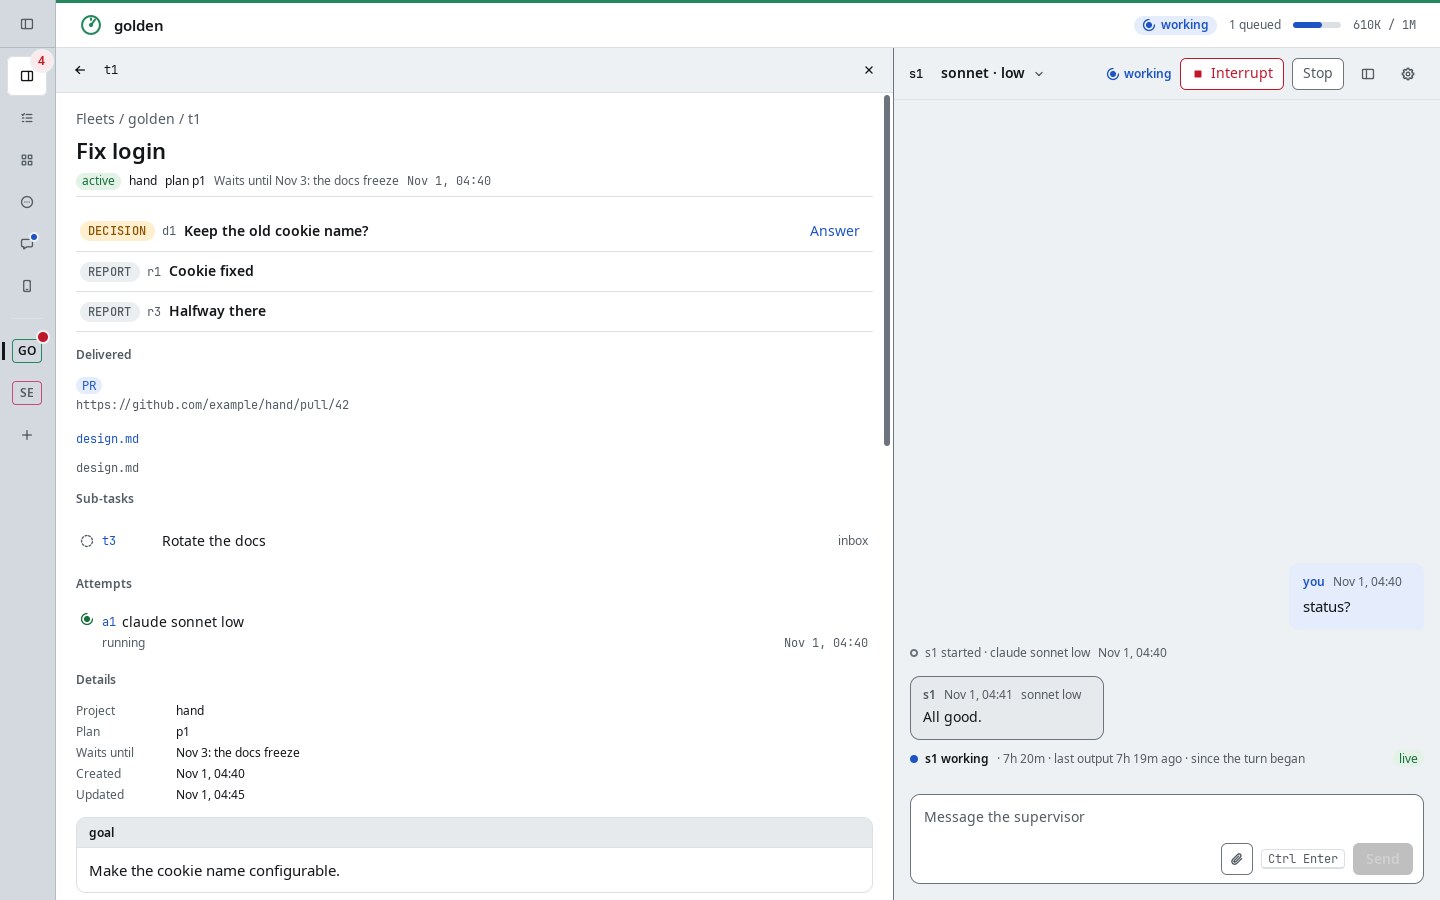 golden
working
1 queued
610K / 1M
4
GO
SE
t1
Fleets / golden / t1
Fix login
active hand plan p1 Waits until Nov 3: the docs freeze Nov 1, 04:40
DECISION d1 Keep the old cookie name? Answer
REPORT r1 Cookie fixed
REPORT r3 Halfway there
Delivered
PR
https://github.com/example/hand/pull/42
design.md
design.md
Sub-tasks
t3 Rotate the docs inbox
Attempts
a1 claude sonnet low
running Nov 1, 04:40
Details
Project hand
Plan p1
Waits until Nov 3: the docs freeze
Created Nov 1, 04:40
Updated Nov 1, 04:45
goal
Make the cookie name configurable.
s1 sonnet · low working Interrupt Stop
you Nov 1, 04:40
status?
s1 started · claude sonnet low Nov 1, 04:40
s1 Nov 1, 04:41 sonnet low
All good.
s1 working · 7h 20m · last output 7h 19m ago · since the turn began live
Message the supervisor
Ctrl Enter Send